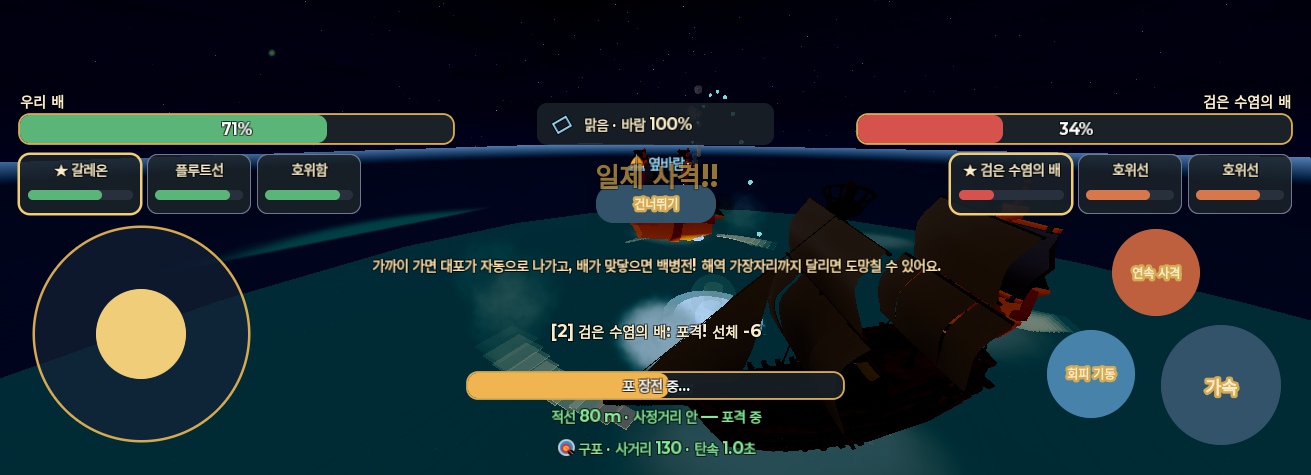 우리 배
검은 수염의 배
71%
맑음 · 바람 100%
34%
★ 갈레온
플루트선
호위함
옆바람
일제 사격!!
건너뛰기
★ 검은 수염의 배
호위선
호위선
가까이 가면 대포가 자동으로 나가고, 배가 맞닿으면 백병전! 해역 가장자리까지 달리면 도망칠 수 있어요.
연속 사격
[2] 검은 수염의 배: 포격! 선체 -6
회피 기동
가속
포 장전 중...
적선 80 m · 사정거리 안 — 포격 중
구포 · 사거리 130 · 탄속 1.0초